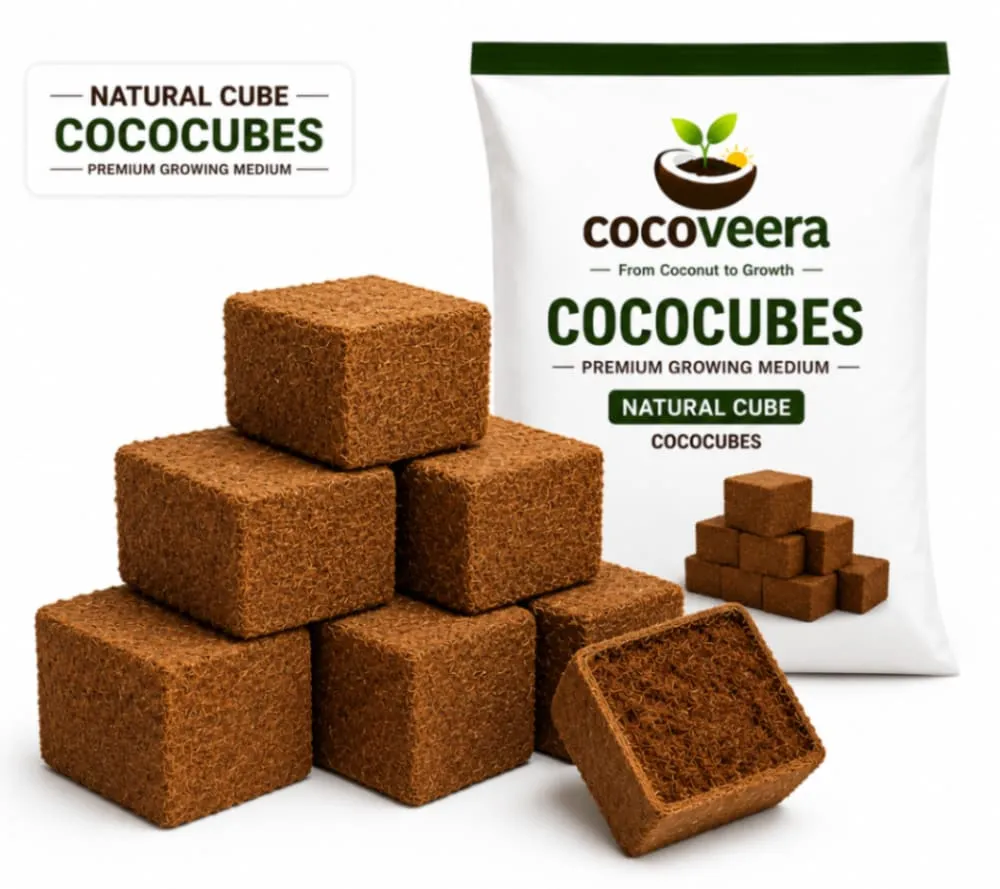 NATURAL CUBE
COCOCUBES
PREMIUM GROWING MEDIUM
cocoveera
From Coconut to Growth
COCOCUBES
PREMIUM GROWING MEDIUM
NATURAL CUBE
COCOCUBES